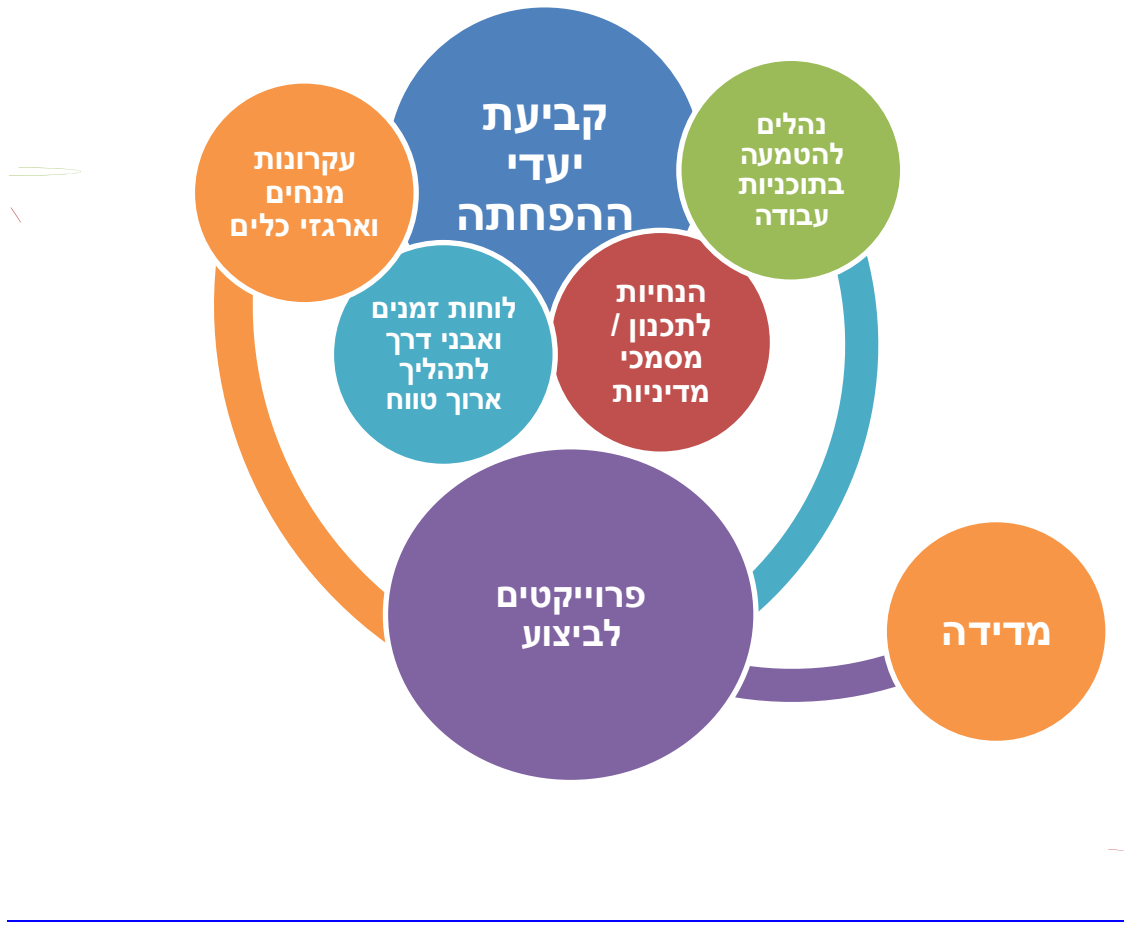 קביעת
יעדי
ההפחתה
נהלים
להטמעה
בתוכניות
עבודה
עקרונות
מנחים
וארגזי כלים
הנחיות
לתכנון /
מסמכי
מדיניות
לוחות זמנים
ואבני דרך
לתהליך
ארוך טווח
פרוייקטים
לביצוע
מדידה